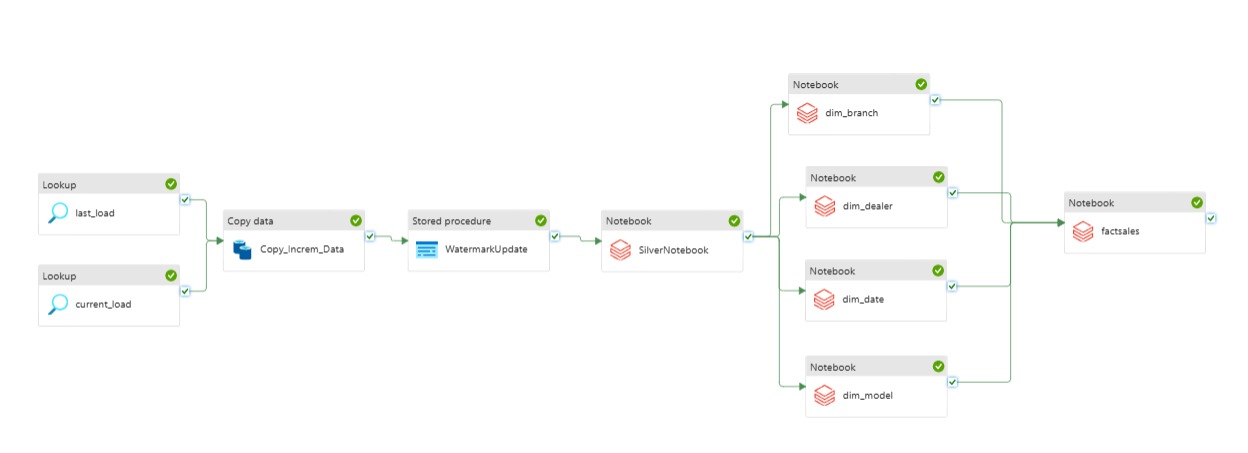 Lookup
last_load
Lookup
current_load
Copy data
Copy_Increm_Data
Stored procedure
WatermarkUpdate
Notebook
SilverNotebook
Notebook
dim_branch
Notebook
dim_dealer
Notebook
dim_date
Notebook
dim_model
Notebook
factsales